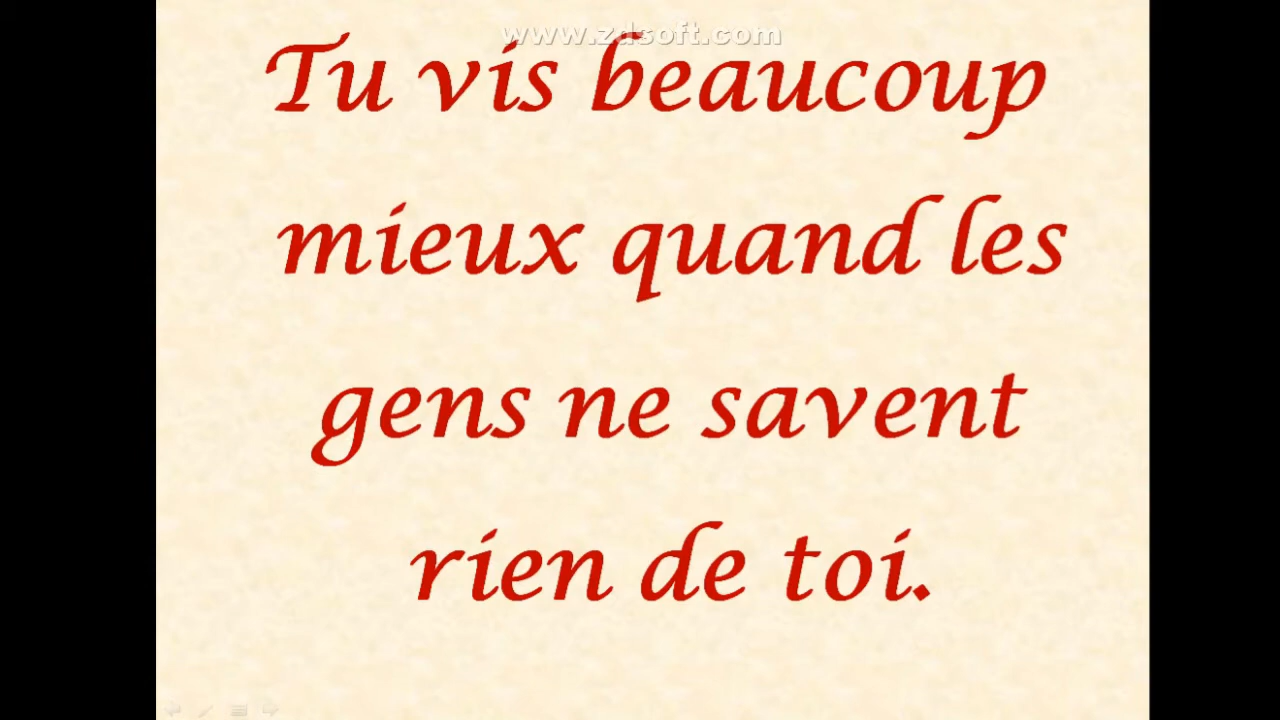 www.zdsoft.com
Tu vis beaucoup
mieux quand les
gens ne savent
rien de toi.